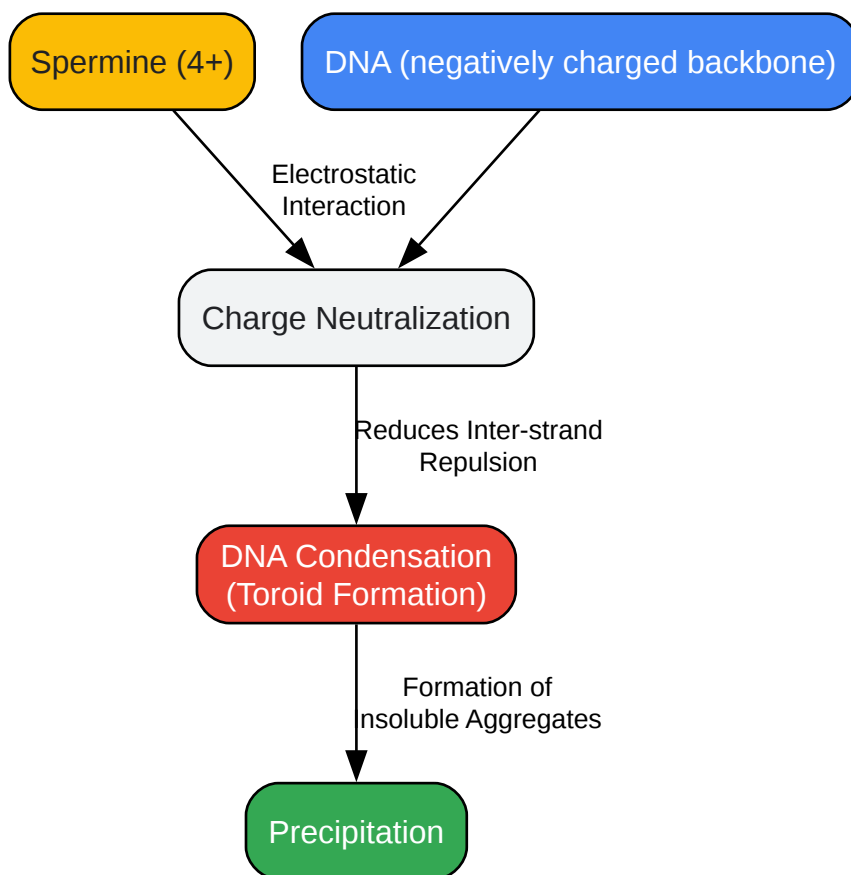 Spermine (4+)
DNA (negatively charged backbone)
Electrostatic
Interaction
Charge Neutralization
Reduces Inter-strand
Repulsion
DNA Condensation
(Toroid Formation)
Formation of
Insoluble Aggregates
Precipitation